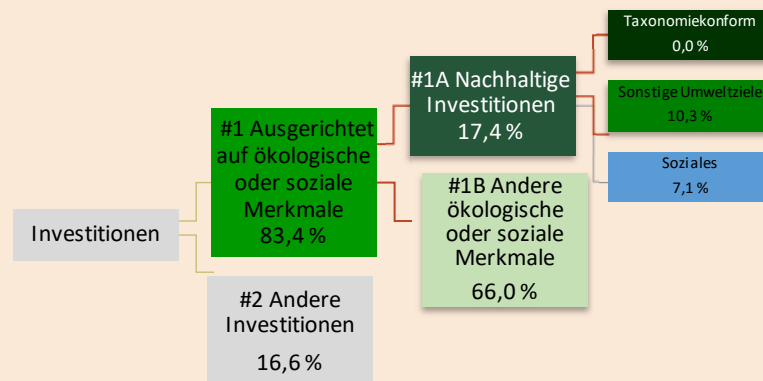 Investitionen
#1 Ausgerichtet
auf ökologische
oder soziale
Merkmale
83,4 %
#2 Andere
Investitionen
16,6 %
#1A Nachhaltige
Investitionen
17,4 %
#1B Andere
ökologische
oder soziale
Merkmale
66,0 %
Taxonomiekonform
0,0 %
Sonstige Umweltziele
10,3 %
Soziales
7,1 %